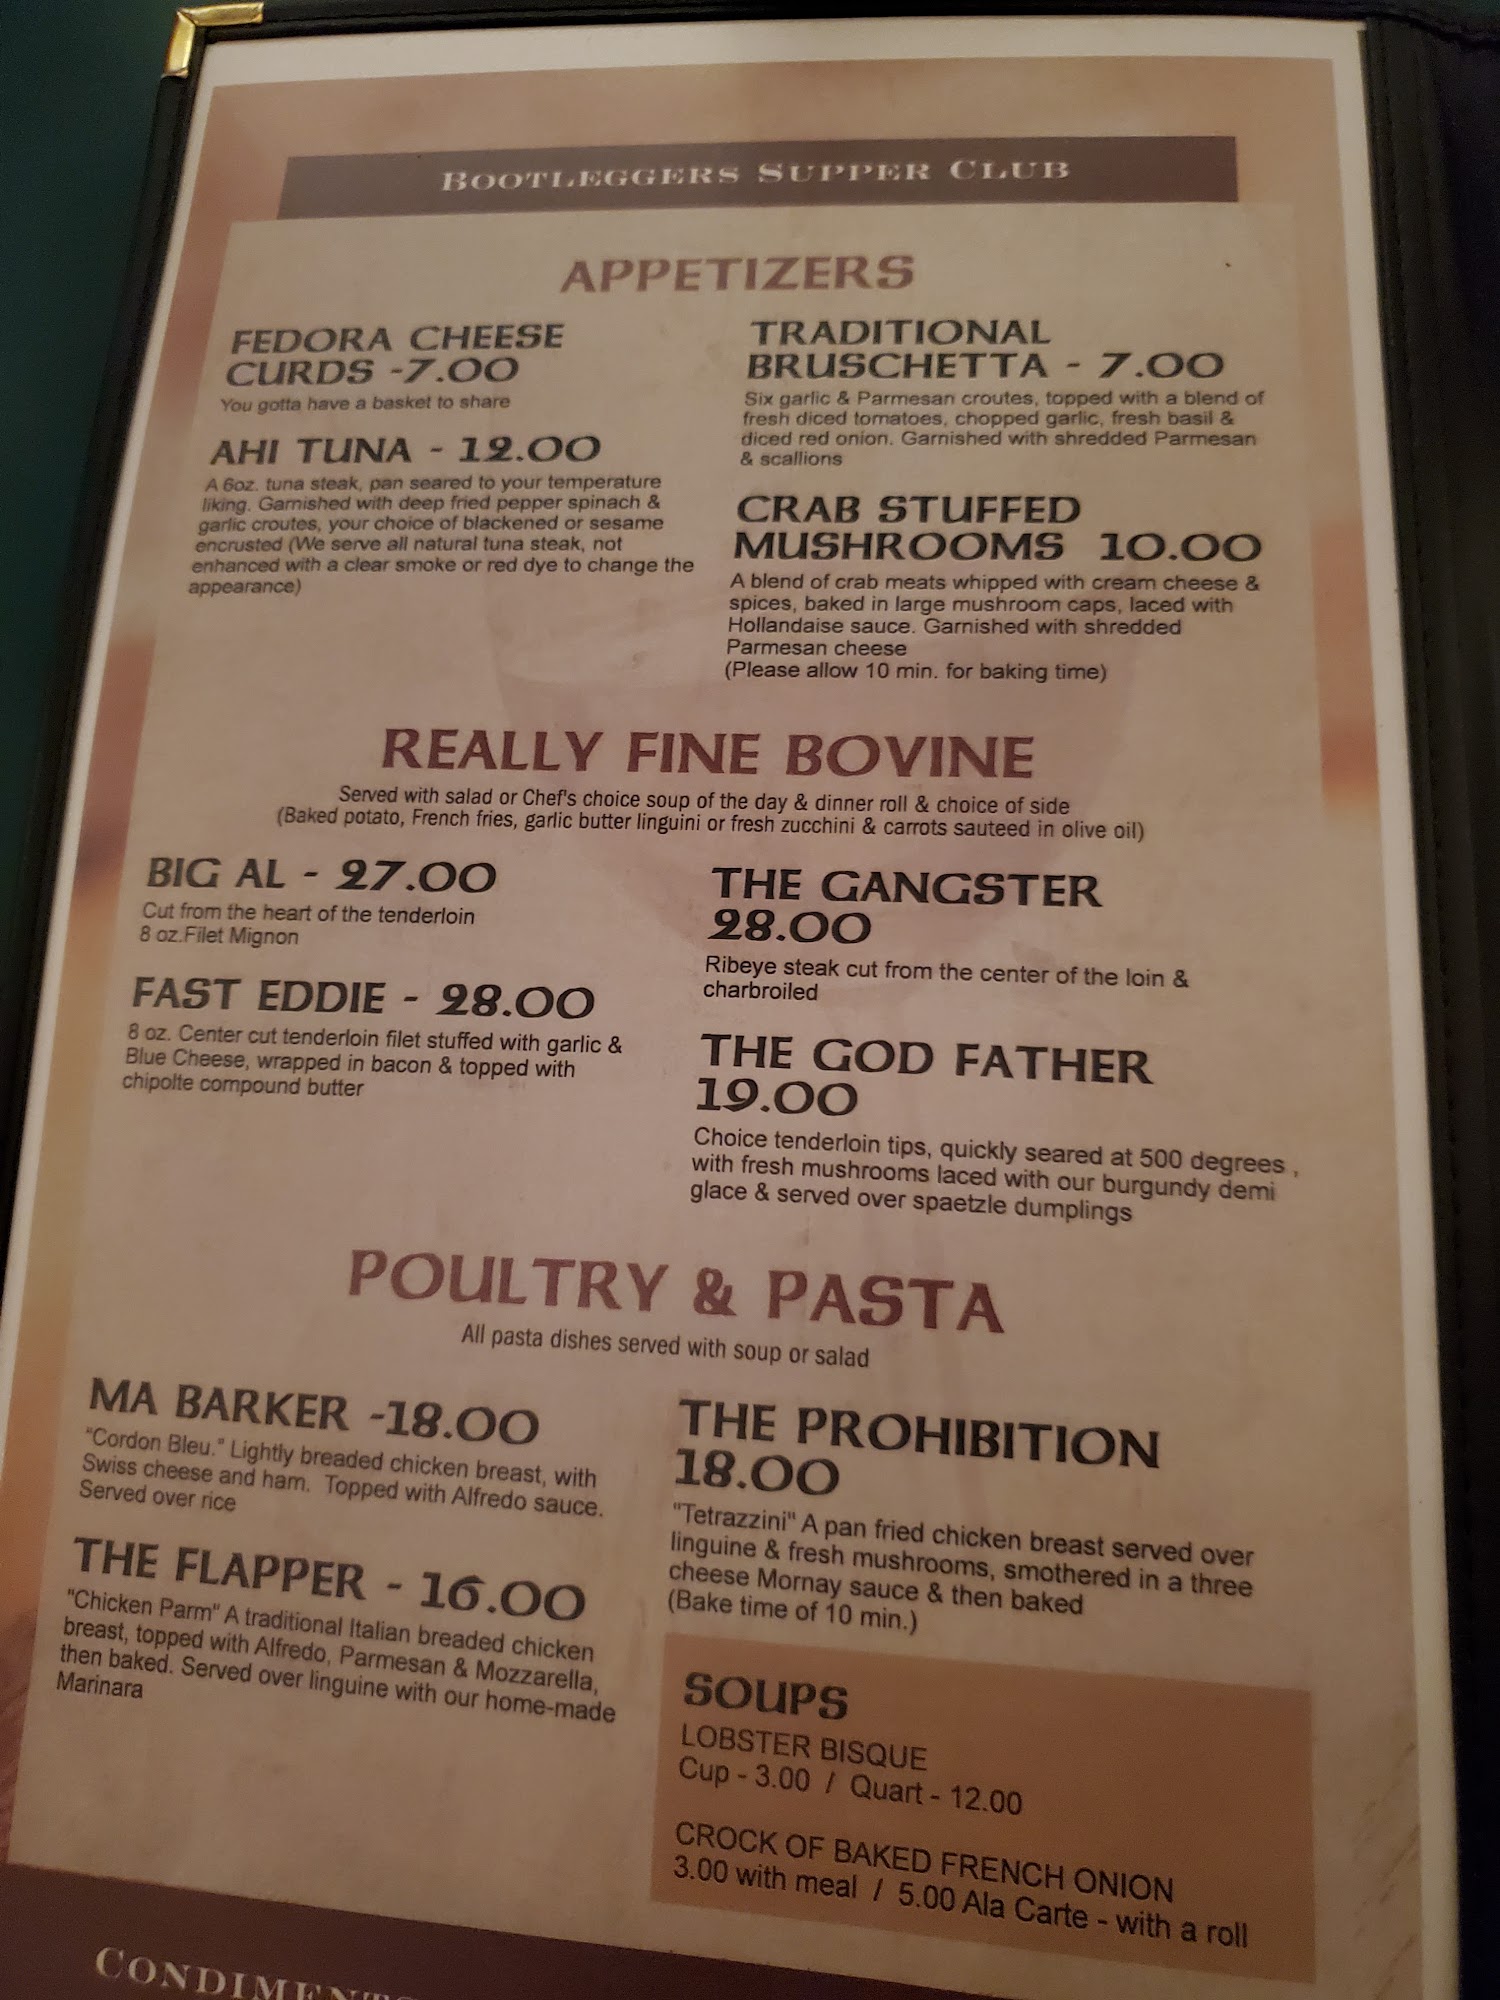 BOOTLEGGERS SUPPER CLUB
APPETIZERS
FEDORA CHEESE
CURDS -7.00
You gotta have a basket to share
AHI TUNA - 12.00
A 6oz. tuna steak, pan seared to your temperature
liking. Garnished with deep fried pepper spinach &
garlic croutes, your choice of blackened or sesame
encrusted (We serve all natural tuna steak, not
enhanced with a clear smoke or red dye to change the
appearance)
TRADITIONAL
BRUSCHETTA - 7.00
Six garlic & Parmesan croutes, topped with a blend of
fresh diced tomatoes, chopped garlic, fresh basil &
diced red onion. Garnished with shredded Parmesan
& scallions
CRAB STUFFED
MUSHROOMS 10.00
A blend of crab meats whipped with cream cheese &
spices, baked in large mushroom caps, laced with
Hollandaise sauce. Garnished with shredded
Parmesan cheese
(Please allow 10 min. for baking time)
REALLY FINE BOVINE
Served with salad or Chef's choice soup of the day & dinner roll & choice of side
(Baked potato, French fries, garlic butter linguini or fresh zucchini & carrots sauteed in olive oil)
BIG AL - 27.00
Cut from the heart of the tenderloin
8 oz.Filet Mignon
FAST EDDIE - 28.00
8 oz. Center cut tenderloin filet stuffed with garlic &
Blue Cheese, wrapped in bacon & topped with
chipolte compound butter
THE GANGSTER
28.00
Ribeye steak cut from the center of the loin &
charbroiled
THE GOD FATHER
19.00
Choice tenderloin tips, quickly seared at 500 degrees ,
with fresh mushrooms laced with our burgundy demi
glace & served over spaetzle dumplings
POULTRY & PASTA
All pasta dishes served with soup or salad
MA BARKER -18.00
"Cordon Bleu." Lightly breaded chicken breast, with
Swiss cheese and ham. Topped with Alfredo sauce.
Served over rice
THE FLAPPER - 16.00
"Chicken Parm" A traditional Italian breaded chicken
breast, topped with Alfredo, Parmesan & Mozzarella,
then baked. Served over linguine with our home-made
Marinara
THE PROHIBITION
18.00
"Tetrazzini" A pan fried chicken breast served over
linguine & fresh mushrooms, smothered in a three
cheese Mornay sauce & then baked
(Bake time of 10 min.)
SOUPS
LOBSTER BISQUE
Cup - 3.00 / Quart - 12.00
CROCK OF BAKED FRENCH ONION
3.00 with meal / 5.00 Ala Carte - with a roll